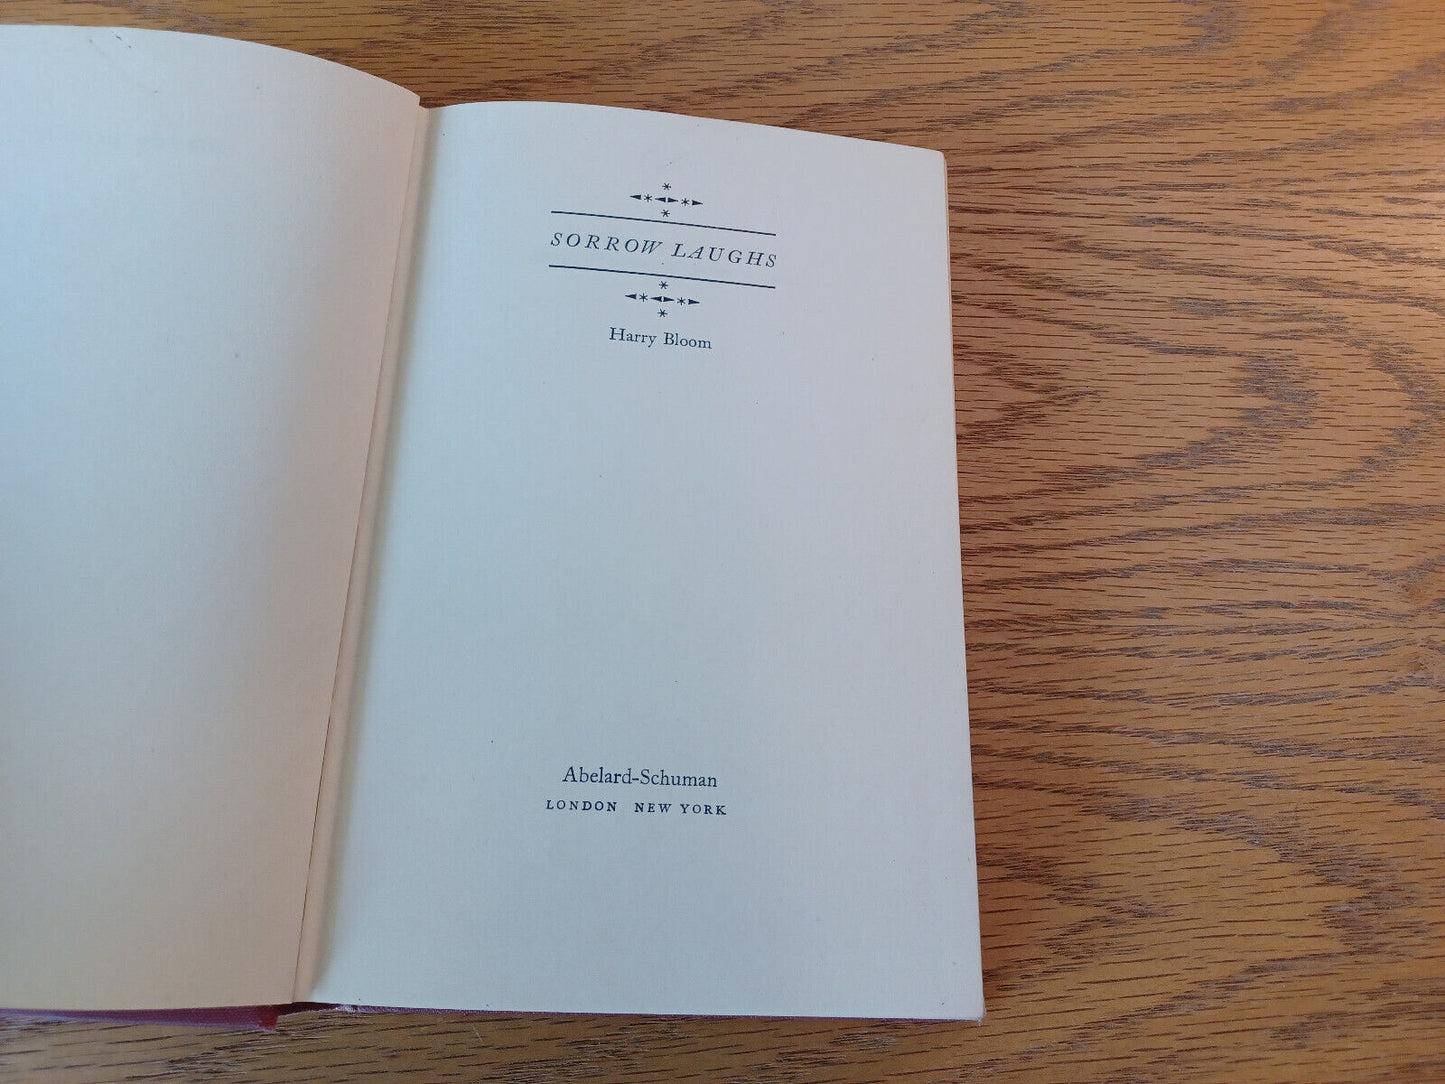 SORROW LAUGHS
Harry Bloom
Abelard-Schuman
LONDON NEW YORK